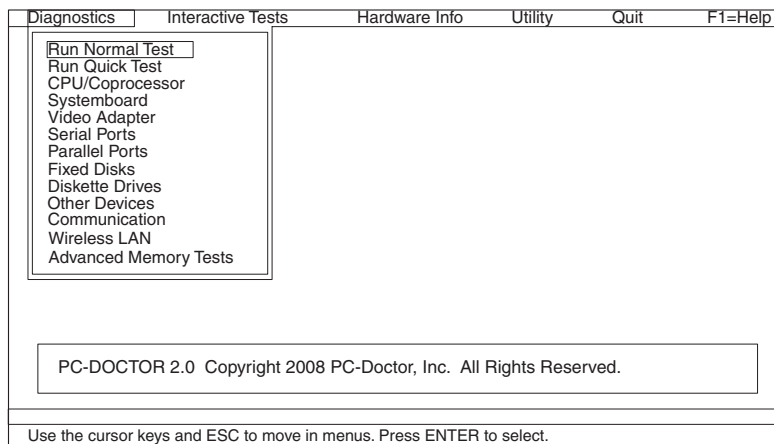 Diagnostics Interactive Tests Hardware Info Utility Quit F1=Help
Run Normal Test
Run Quick Test
CPU/Coprocessor
Systemboard
Video Adapter
Serial Ports
Parallel Ports
Fixed Disks
Diskette Drives
Other Devices
Communication
Wireless LAN
Advanced Memory Tests
PC-DOCTOR 2.0 Copyright 2008 PC-Doctor, Inc. All Rights Reserved.
Use the cursor keys and ESC to move in menus. Press ENTER to select.